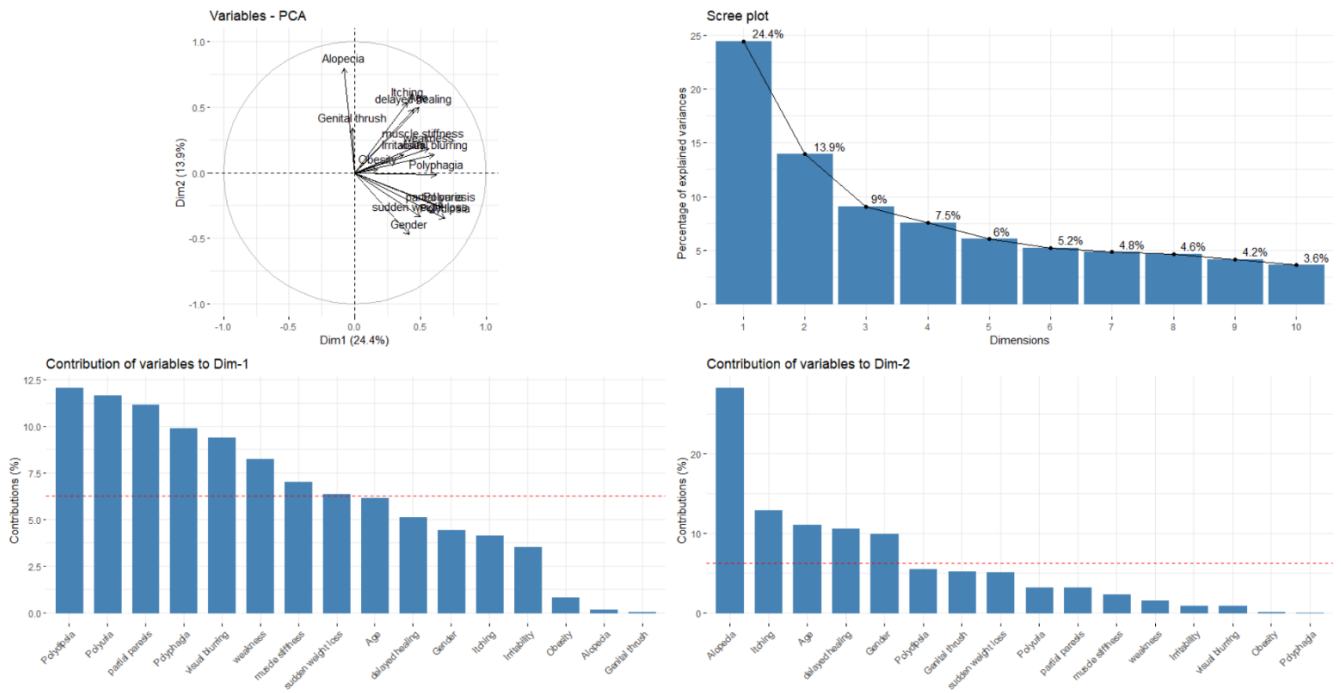 Variables - PCA
1.0
0.5
0.0
-0.5
-1.0
Dim2 (13.9%)
Alopecia
Itching
delayed healing
Genital thrush
muscle stiffness
weakness
visual blurring
Obesity
Polyphagia
sudden weight loss
Gender
-1.0 -0.5 0.0 0.5 1.0
Dim1 (24.4%)
Scree plot
25
20
15
10
5
0
Percentage of explained variances
24.4%
13.9%
9%
7.5%
6%
5.2%
4.8%
4.6%
4.2%
3.6%
1 2 3 4 5 6 7 8 9 10
Dimensions
Contribution of variables to Dim-1
12.5
10.0
7.5
5.0
2.5
0.0
Contributions (%)
Polydipsia
Polyuria
partial paresis
Polyphagia
visual blurring
weakness
muscle stiffness
sudden weight loss
Age
delayed healing
Gender
Itching
Irritability
Obesity
Alopecia
Genital thrush
Contribution of variables to Dim-2
20
10
0
Contributions (%)
Alopecia
Itching
Age
delayed healing
Gender
Polydipsia
Genital thrush
sudden weight loss
Polyuria
partial paresis
muscle stiffness
weakness
Irritability
visual blurring
Obesity
Polyphagia